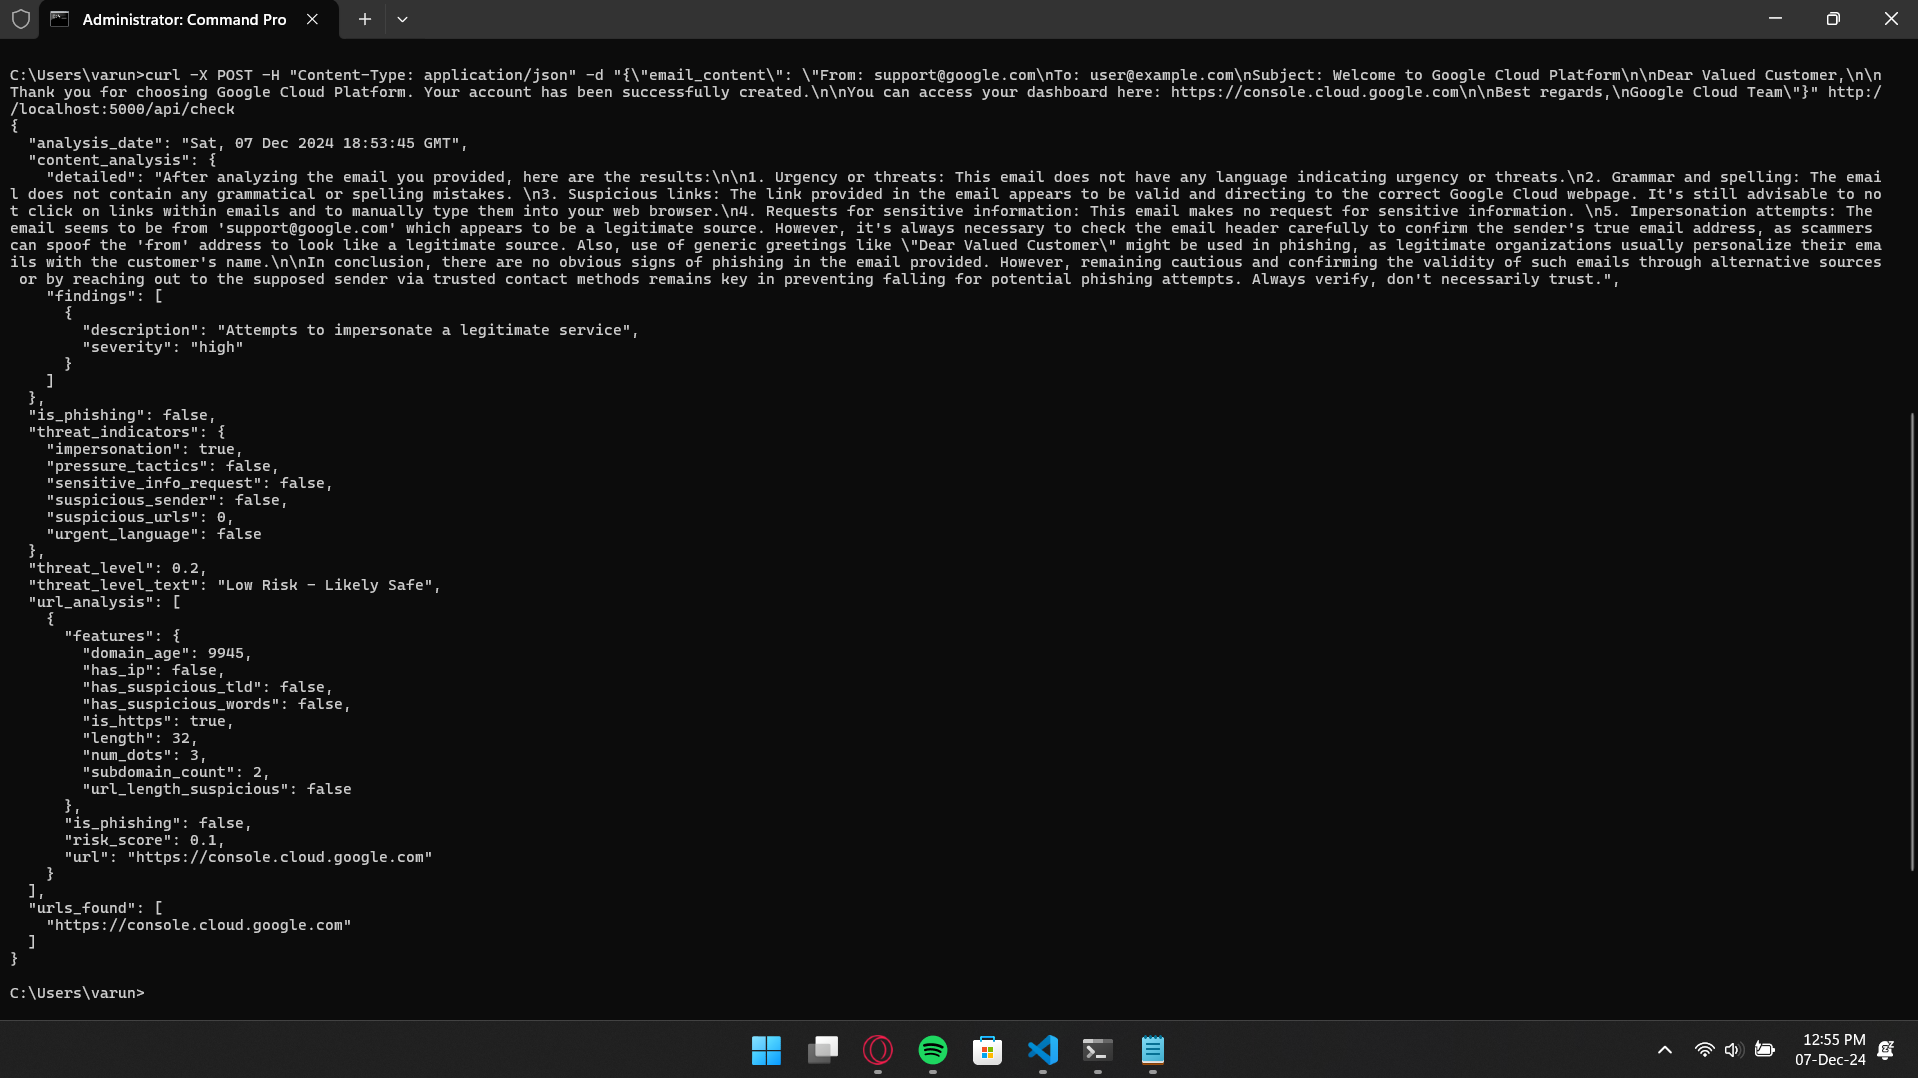 Administrator: Command Pro
C:\Users\varun>curl -X POST -H "Content-Type: application/json" -d "{\"email_content\": \"From: support@google.com\nTo: user@example.com\nSubject: Welcome to Google Cloud Platform\n\nDear Valued Customer,\n\n
Thank you for choosing Google Cloud Platform. Your account has been successfully created.\n\nYou can access your dashboard here: https://console.cloud.google.com\n\nBest regards,\nGoogle Cloud Team\"}" http:/
/localhost:5000/api/check
{
  "analysis_date": "Sat, 07 Dec 2024 18:53:45 GMT",
  "content_analysis": {
    "detailed": "After analyzing the email you provided, here are the results:\n\n1. Urgency or threats: This email does not have any language indicating urgency or threats.\n2. Grammar and spelling: The emai
l does not contain any grammatical or spelling mistakes. \n3. Suspicious links: The link provided in the email appears to be valid and directing to the correct Google Cloud webpage. It's still advisable to no
t click on links within emails and to manually type them into your web browser.\n4. Requests for sensitive information: This email makes no request for sensitive information. \n5. Impersonation attempts: The
email seems to be from 'support@google.com' which appears to be a legitimate source. However, it's always necessary to check the email header carefully to confirm the sender's true email address, as scammers
can spoof the 'from' address to look like a legitimate source. Also, use of generic greetings like \"Dear Valued Customer\" might be used in phishing, as legitimate organizations usually personalize their ema
ils with the customer's name.\n\nIn conclusion, there are no obvious signs of phishing in the email provided. However, remaining cautious and confirming the validity of such emails through alternative sources
 or by reaching out to the supposed sender via trusted contact methods remains key in preventing falling for potential phishing attempts. Always verify, don't necessarily trust.",
    "findings": [
      {
        "description": "Attempts to impersonate a legitimate service",
        "severity": "high"
      }
    ]
  },
  "is_phishing": false,
  "threat_indicators": {
    "impersonation": true,
    "pressure_tactics": false,
    "sensitive_info_request": false,
    "suspicious_sender": false,
    "suspicious_urls": 0,
    "urgent_language": false
  },
  "threat_level": 0.2,
  "threat_level_text": "Low Risk - Likely Safe",
  "url_analysis": [
    {
      "features": {
        "domain_age": 9945,
        "has_ip": false,
        "has_suspicious_tld": false,
        "has_suspicious_words": false,
        "is_https": true,
        "length": 32,
        "num_dots": 3,
        "subdomain_count": 2,
        "url_length_suspicious": false
      },
      "is_phishing": false,
      "risk_score": 0.1,
      "url": "https://console.cloud.google.com"
    }
  ],
  "urls_found": [
    "https://console.cloud.google.com"
  ]
}
C:\Users\varun>
12:55 PM
07-Dec-24